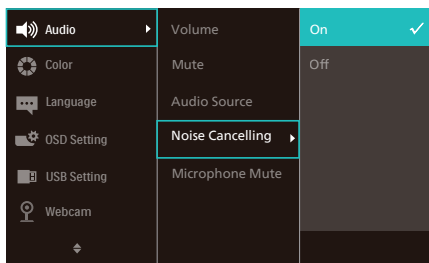 Audio
Color
Language
OSD Setting
USB Setting
Webcam
Volume
Mute
Audio Source
Noise Cancelling
Microphone Mute
On
Off